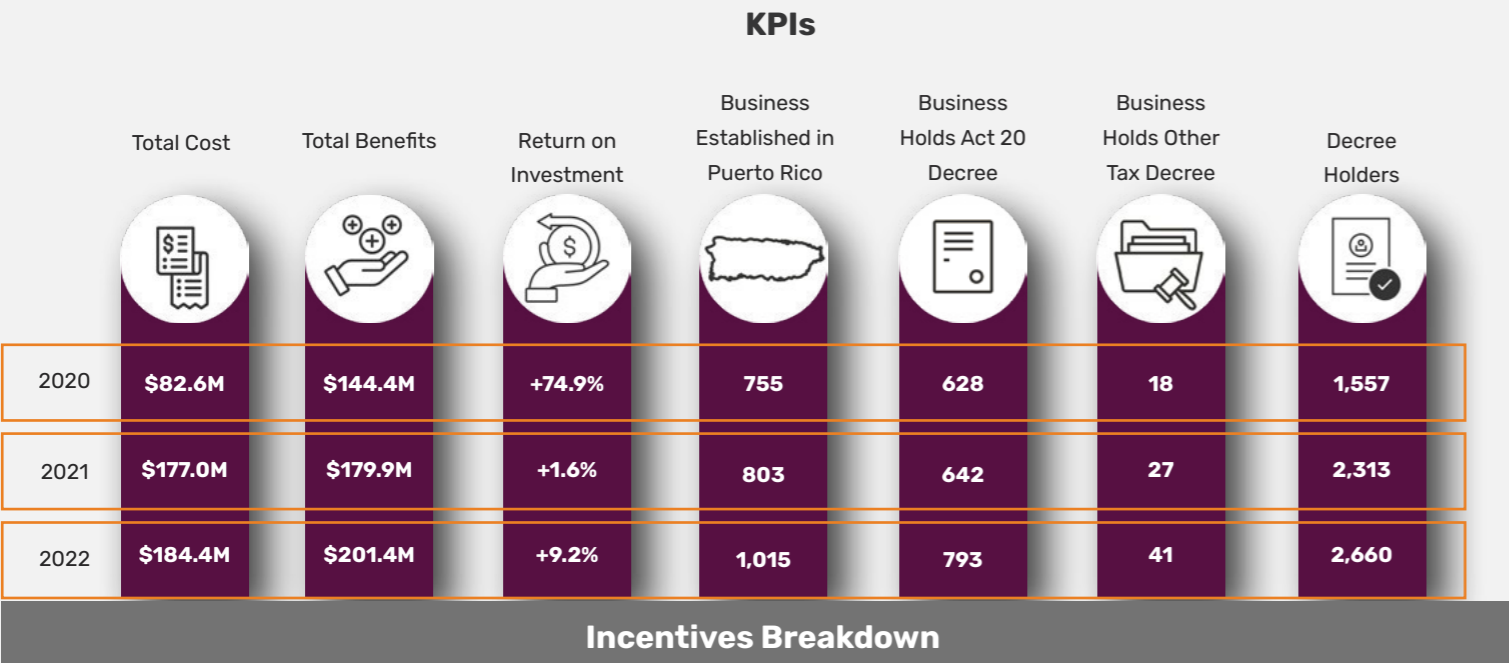 KPIs
Total Cost
Total Benefits
Return on
Investment
Business
Established in
Puerto Rico
Business
Holds Act 20
Decree
Business
Holds Other
Tax Decree
Decree
Holders
2020 $82.6M $144.4M +74.9% 755 628 18 1,557
2021 $177.0M $179.9M +1.6% 803 642 27 2,313
2022 $184.4M $201.4M +9.2% 1,015 793 41 2,660
Incentives Breakdown